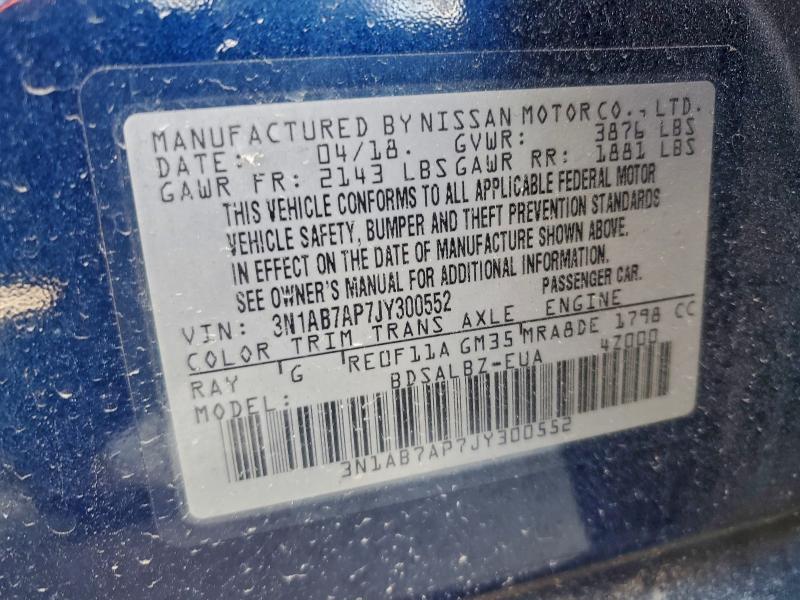 MANUFACTURED BY NISSAN MOTOR CO., LTD.
DATE: 04/18. GVWR: 3876 LBS
GAWR FR: 2143 LBS GAWR RR: 1881 LBS
THIS VEHICLE CONFORMS TO ALL APPLICABLE FEDERAL MOTOR
VEHICLE SAFETY, BUMPER AND THEFT PREVENTION STANDARDS
IN EFFECT ON THE DATE OF MANUFACTURE SHOWN ABOVE.
SEE OWNER'S MANUAL FOR ADDITIONAL INFORMATION.
VIN: 3N1AB7AP7JY300552 PASSENGER CAR.
COLOR TRIM TRANS AXLE ENGINE
RAY G RE0F11A GM35 MRA8DE 1798 CC
MODEL: BDSALBZ-EUA 4Z000
3N1AB7AP7JY300552